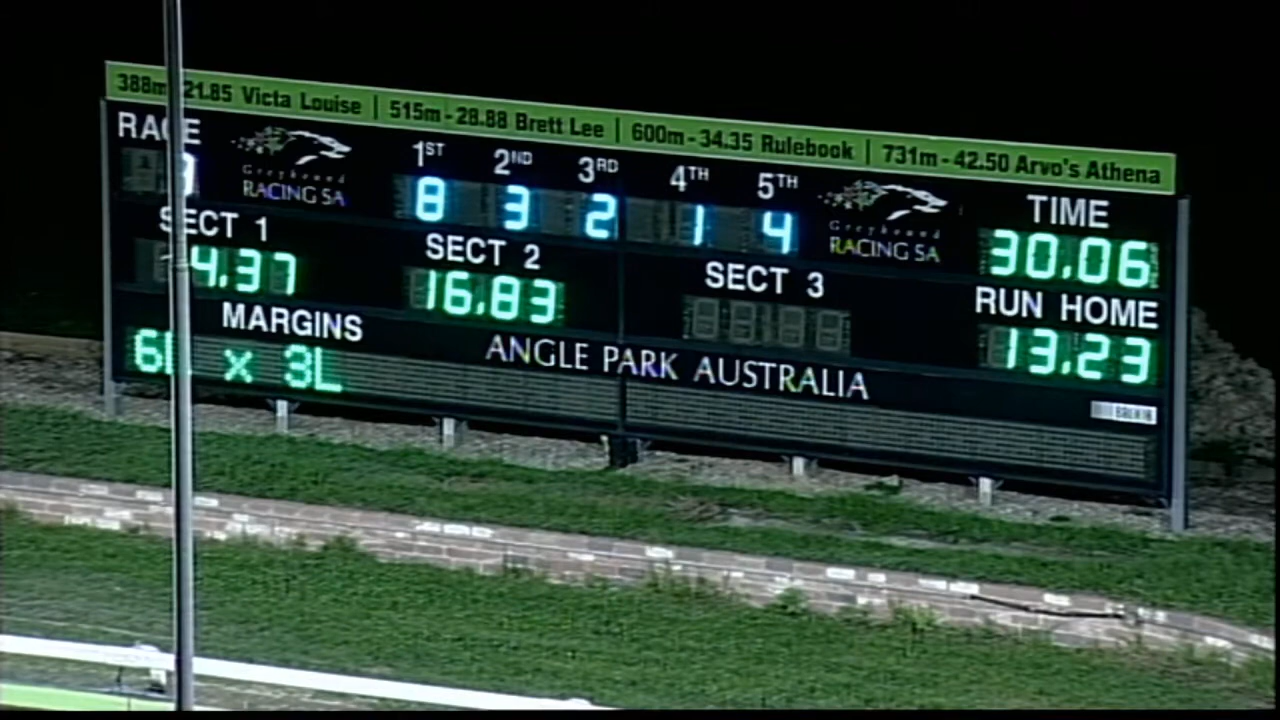 388m-21.85 Victa Louise | 515m-28.88 Brett Lee | 600m-34.35 Rulebook | 731m-42.50 Arvo's Athena
RACE
Greyhound
RACING SA
1ST 2ND 3RD 4TH 5TH
8 3 2 1 4
Greyhound
RACING SA
TIME
30.06
SECT 1
4.37
SECT 2
16.83
SECT 3
RUN HOME
13.23
MARGINS
6L x 3L
ANGLE PARK AUSTRALIA